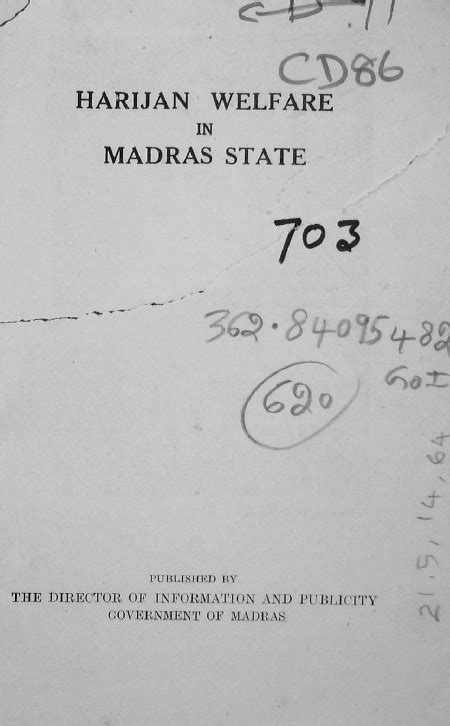 CD86
HARIJAN WELFARE
IN
MADRAS STATE
703
362.84095482
GOI
620
21.5, 14, 64
PUBLISHED BY
THE DIRECTOR OF INFORMATION AND PUBLICITY
GOVERNMENT OF MADRAS